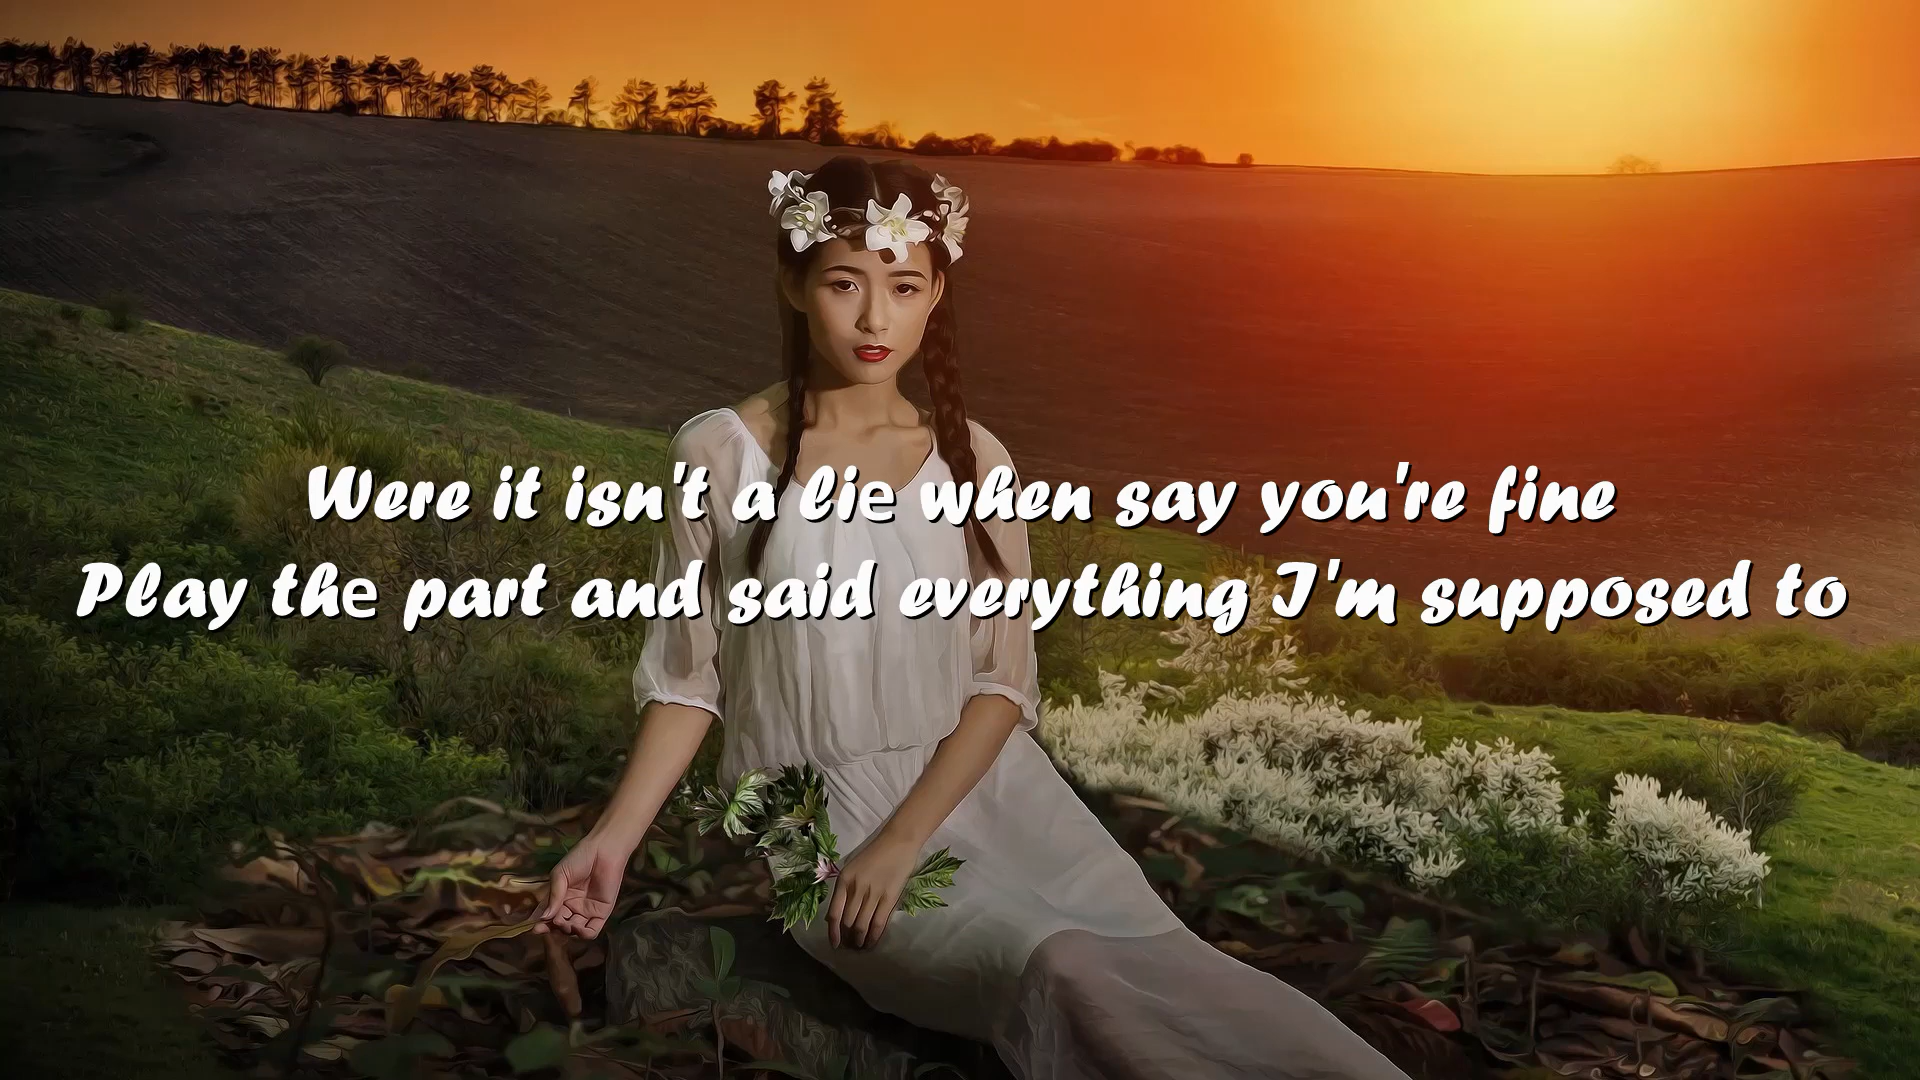 Were it isn't a lie when say you're fine
Play the part and said everything I'm supposed to